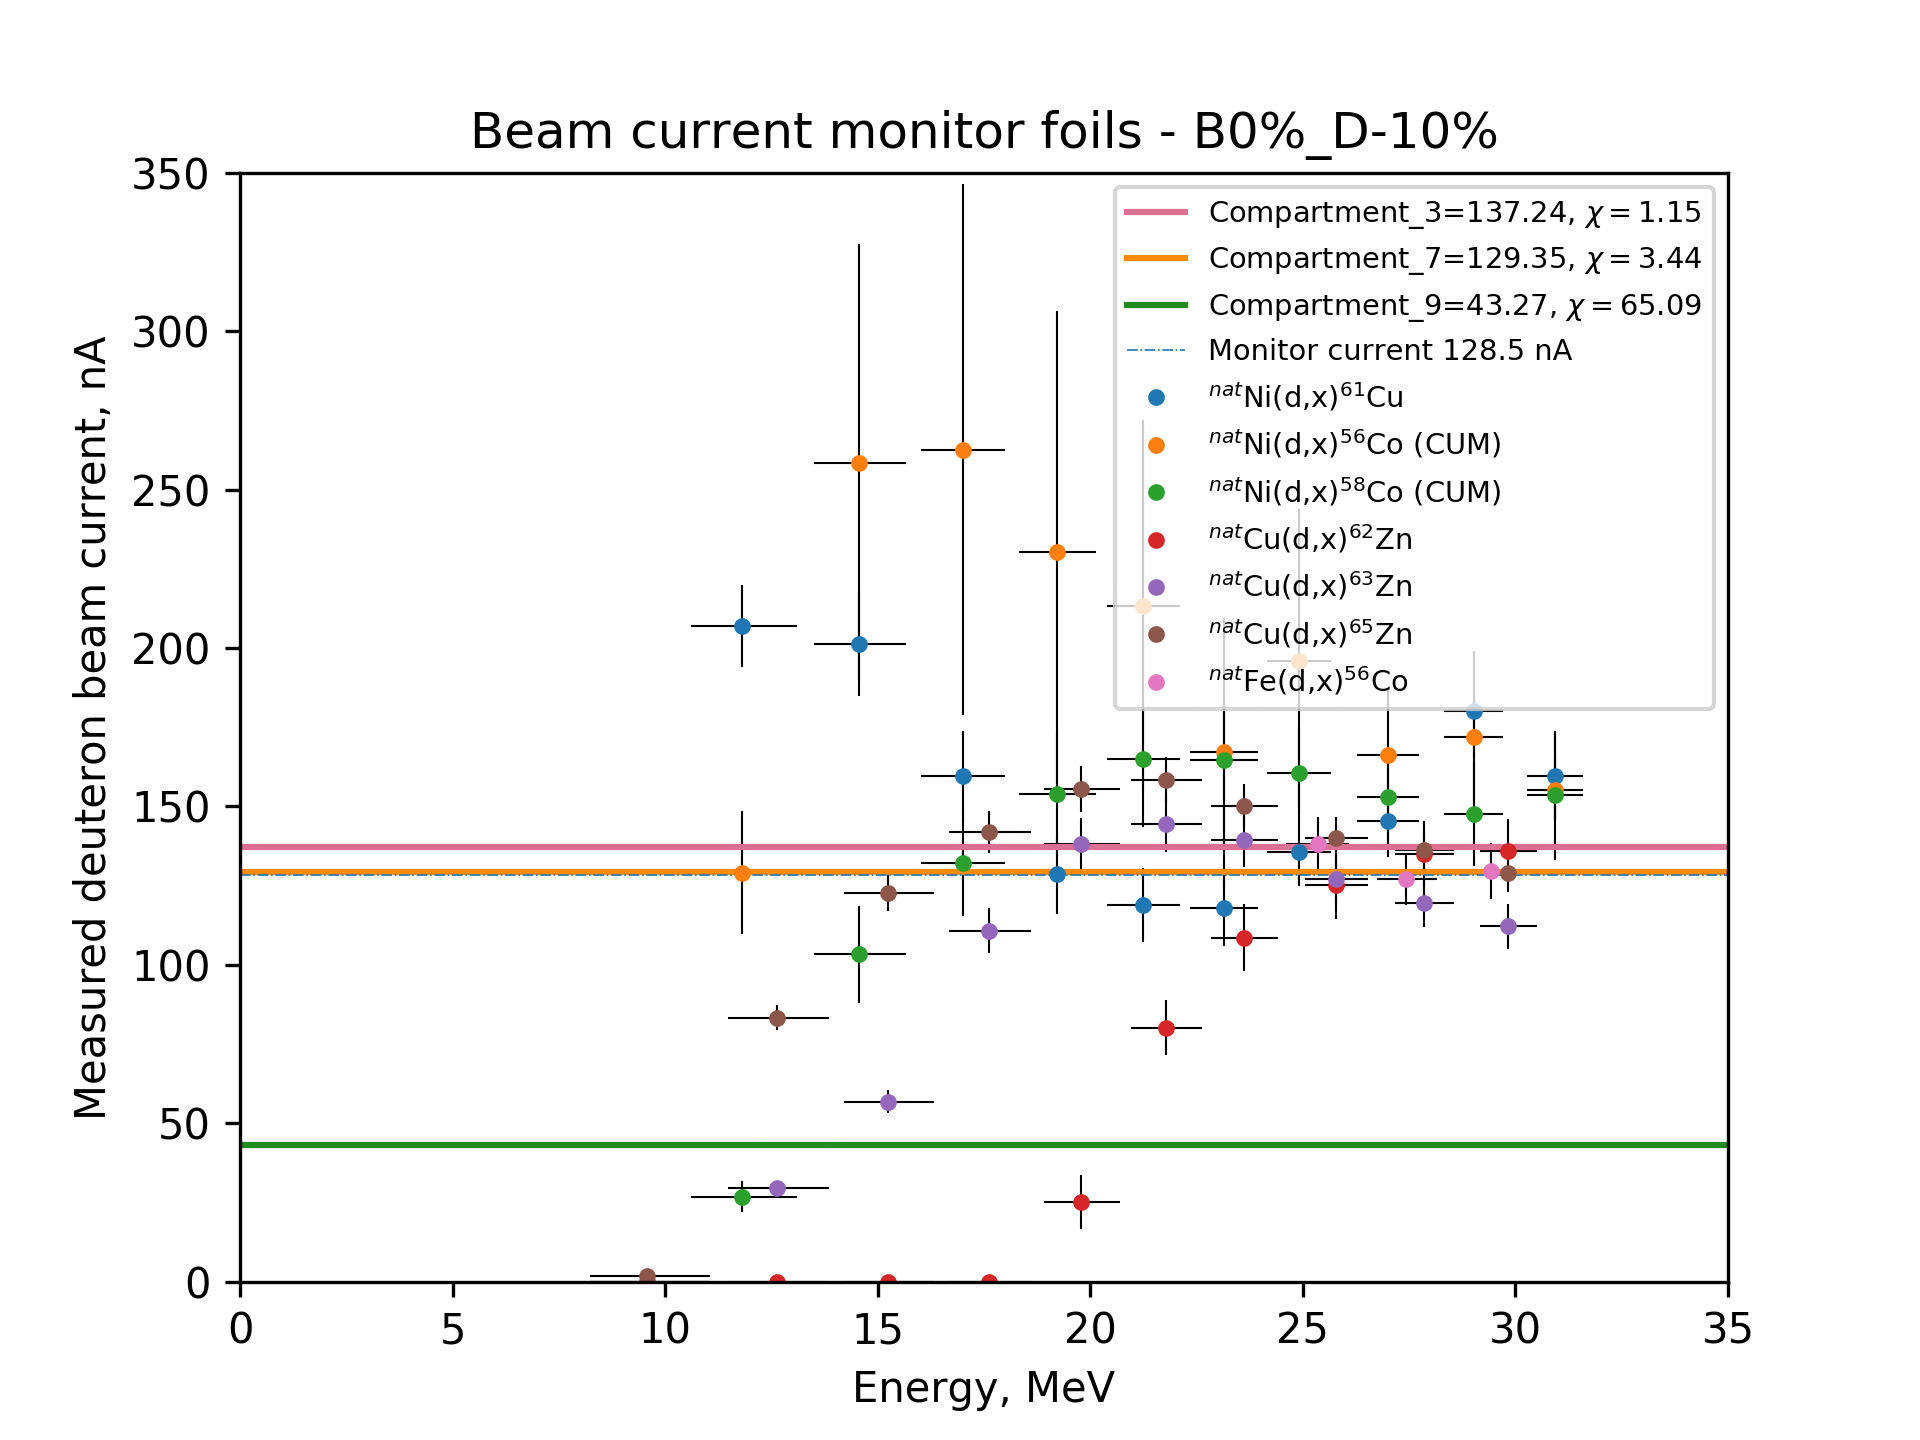 Beam current monitor foils - B0%_D-10%
Measured deuteron beam current, nA
350
300
250
200
150
100
50
0
Compartment_3=137.24, χ = 1.15
Compartment_7=129.35, χ = 3.44
Compartment_9=43.27, χ = 65.09
Monitor current 128.5 nA
natNi(d,x)61Cu
natNi(d,x)56Co (CUM)
natNi(d,x)58Co (CUM)
natCu(d,x)62Zn
natCu(d,x)63Zn
natCu(d,x)65Zn
natFe(d,x)56Co
0 5 10 15 20 25 30 35
Energy, MeV